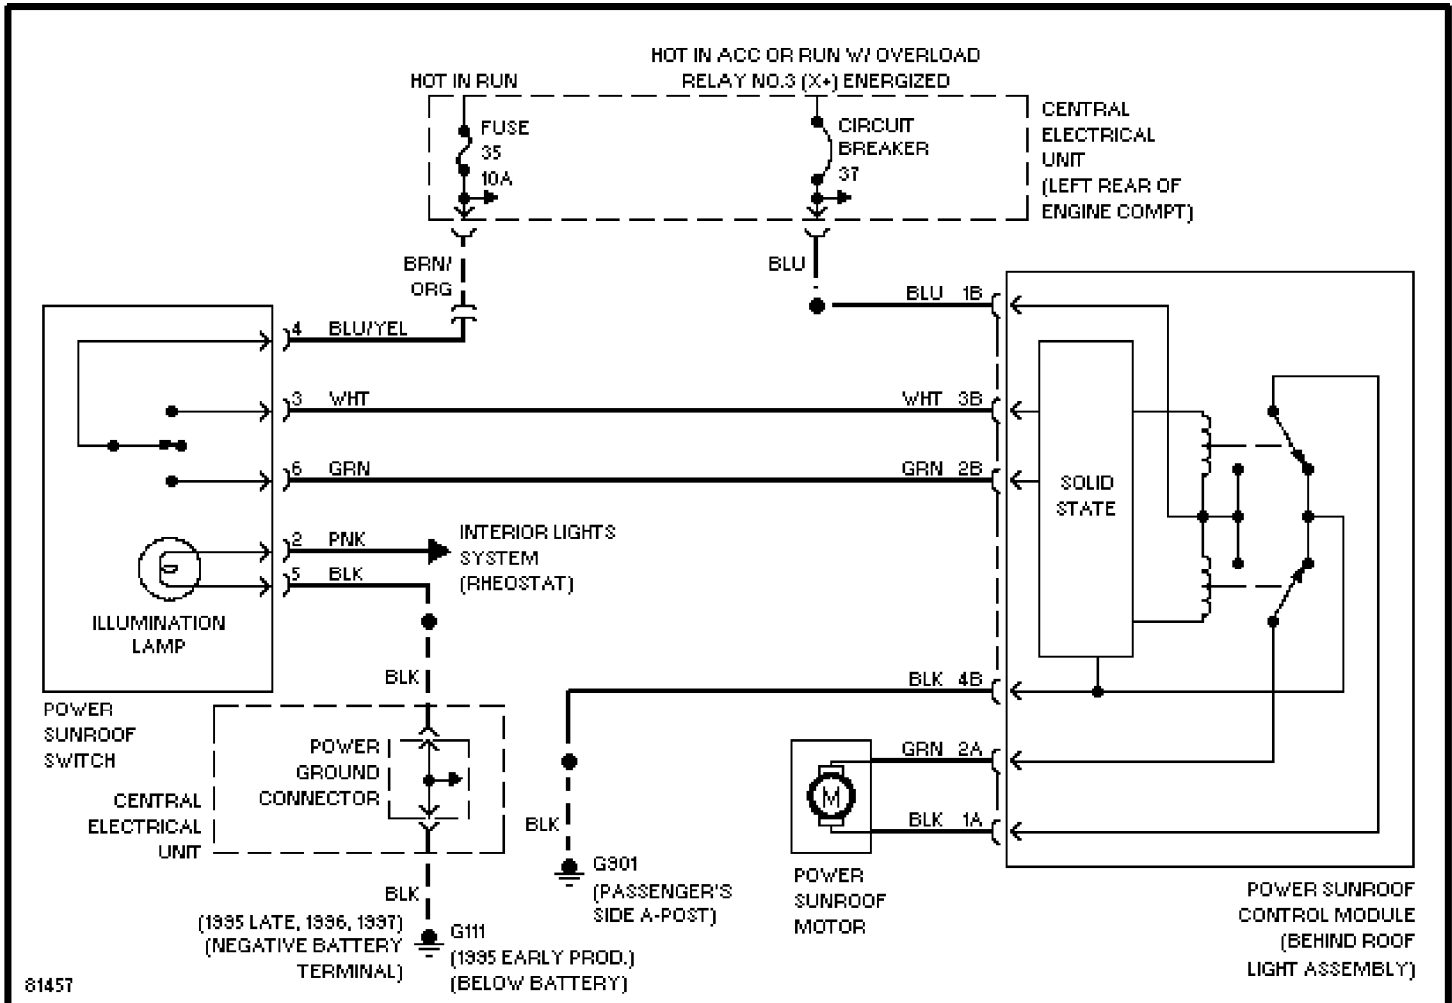 HOT IN RUN
HOT IN ACC OR RUN W/ OVERLOAD
RELAY NO.3 (X+) ENERGIZED
FUSE
35
10A
CIRCUIT
BREAKER
37
CENTRAL
ELECTRICAL
UNIT
(LEFT REAR OF
ENGINE COMPT)
BRN/
ORG
BLU
BLU 1B
4 BLU/YEL
3 WHT
WHT 3B
6 GRN
GRN 2B
SOLID
STATE
2 PNK
INTERIOR LIGHTS
SYSTEM
(RHEOSTAT)
5 BLK
ILLUMINATION
LAMP
BLK
BLK 4B
POWER
SUNROOF
SWITCH
POWER
GROUND
CONNECTOR
CENTRAL
ELECTRICAL
UNIT
GRN 2A
M
BLK 1A
BLK
G901
(PASSENGER'S
SIDE A-POST)
POWER
SUNROOF
MOTOR
POWER SUNROOF
CONTROL MODULE
(BEHIND ROOF
LIGHT ASSEMBLY)
BLK
(1995 LATE, 1996, 1997)
(NEGATIVE BATTERY
TERMINAL)
G111
(1995 EARLY PROD.)
(BELOW BATTERY)
81457